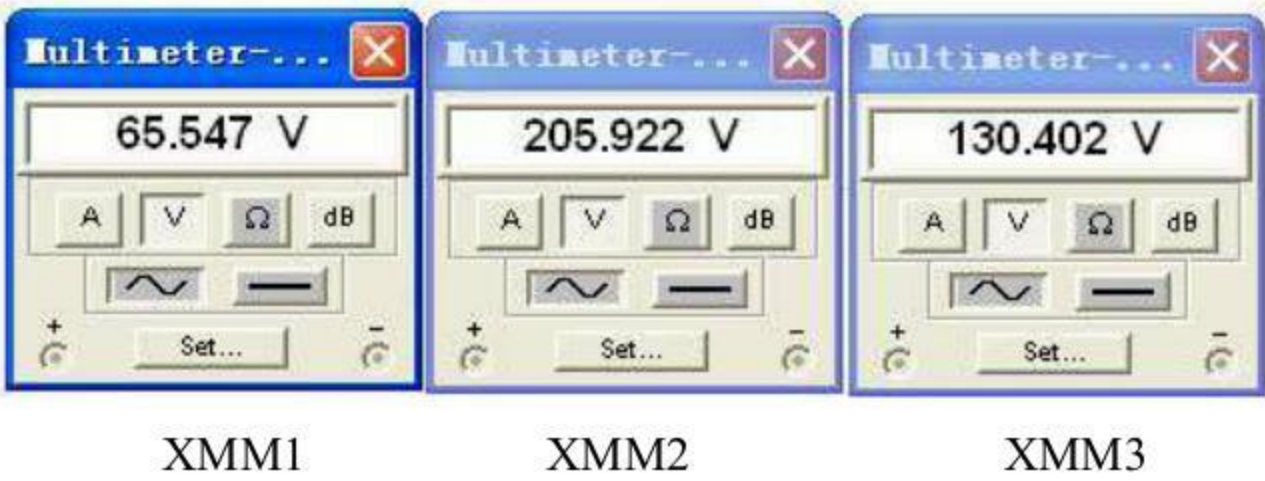 Multimeter-... Multimeter-... Multimeter-...
65.547 V 205.922 V 130.402 V
A V Ω dB A V Ω dB A V Ω dB
+ - + - + -
Set... Set... Set...
XMM1 XMM2 XMM3